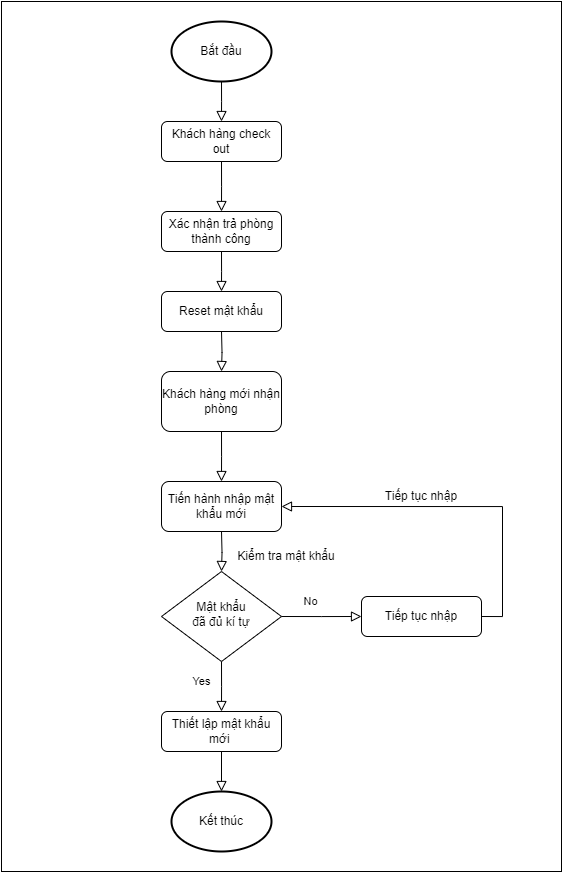 Bắt đầu
Khách hàng check
out
Xác nhận trả phòng
thành công
Reset mật khẩu
Khách hàng mới nhận
phòng
Tiến hành nhập mật
khẩu mới
Tiếp tục nhập
Kiểm tra mật khẩu
Mật khẩu
đã đủ kí tự
No
Tiếp tục nhập
Yes
Thiết lập mật khẩu
mới
Kết thúc